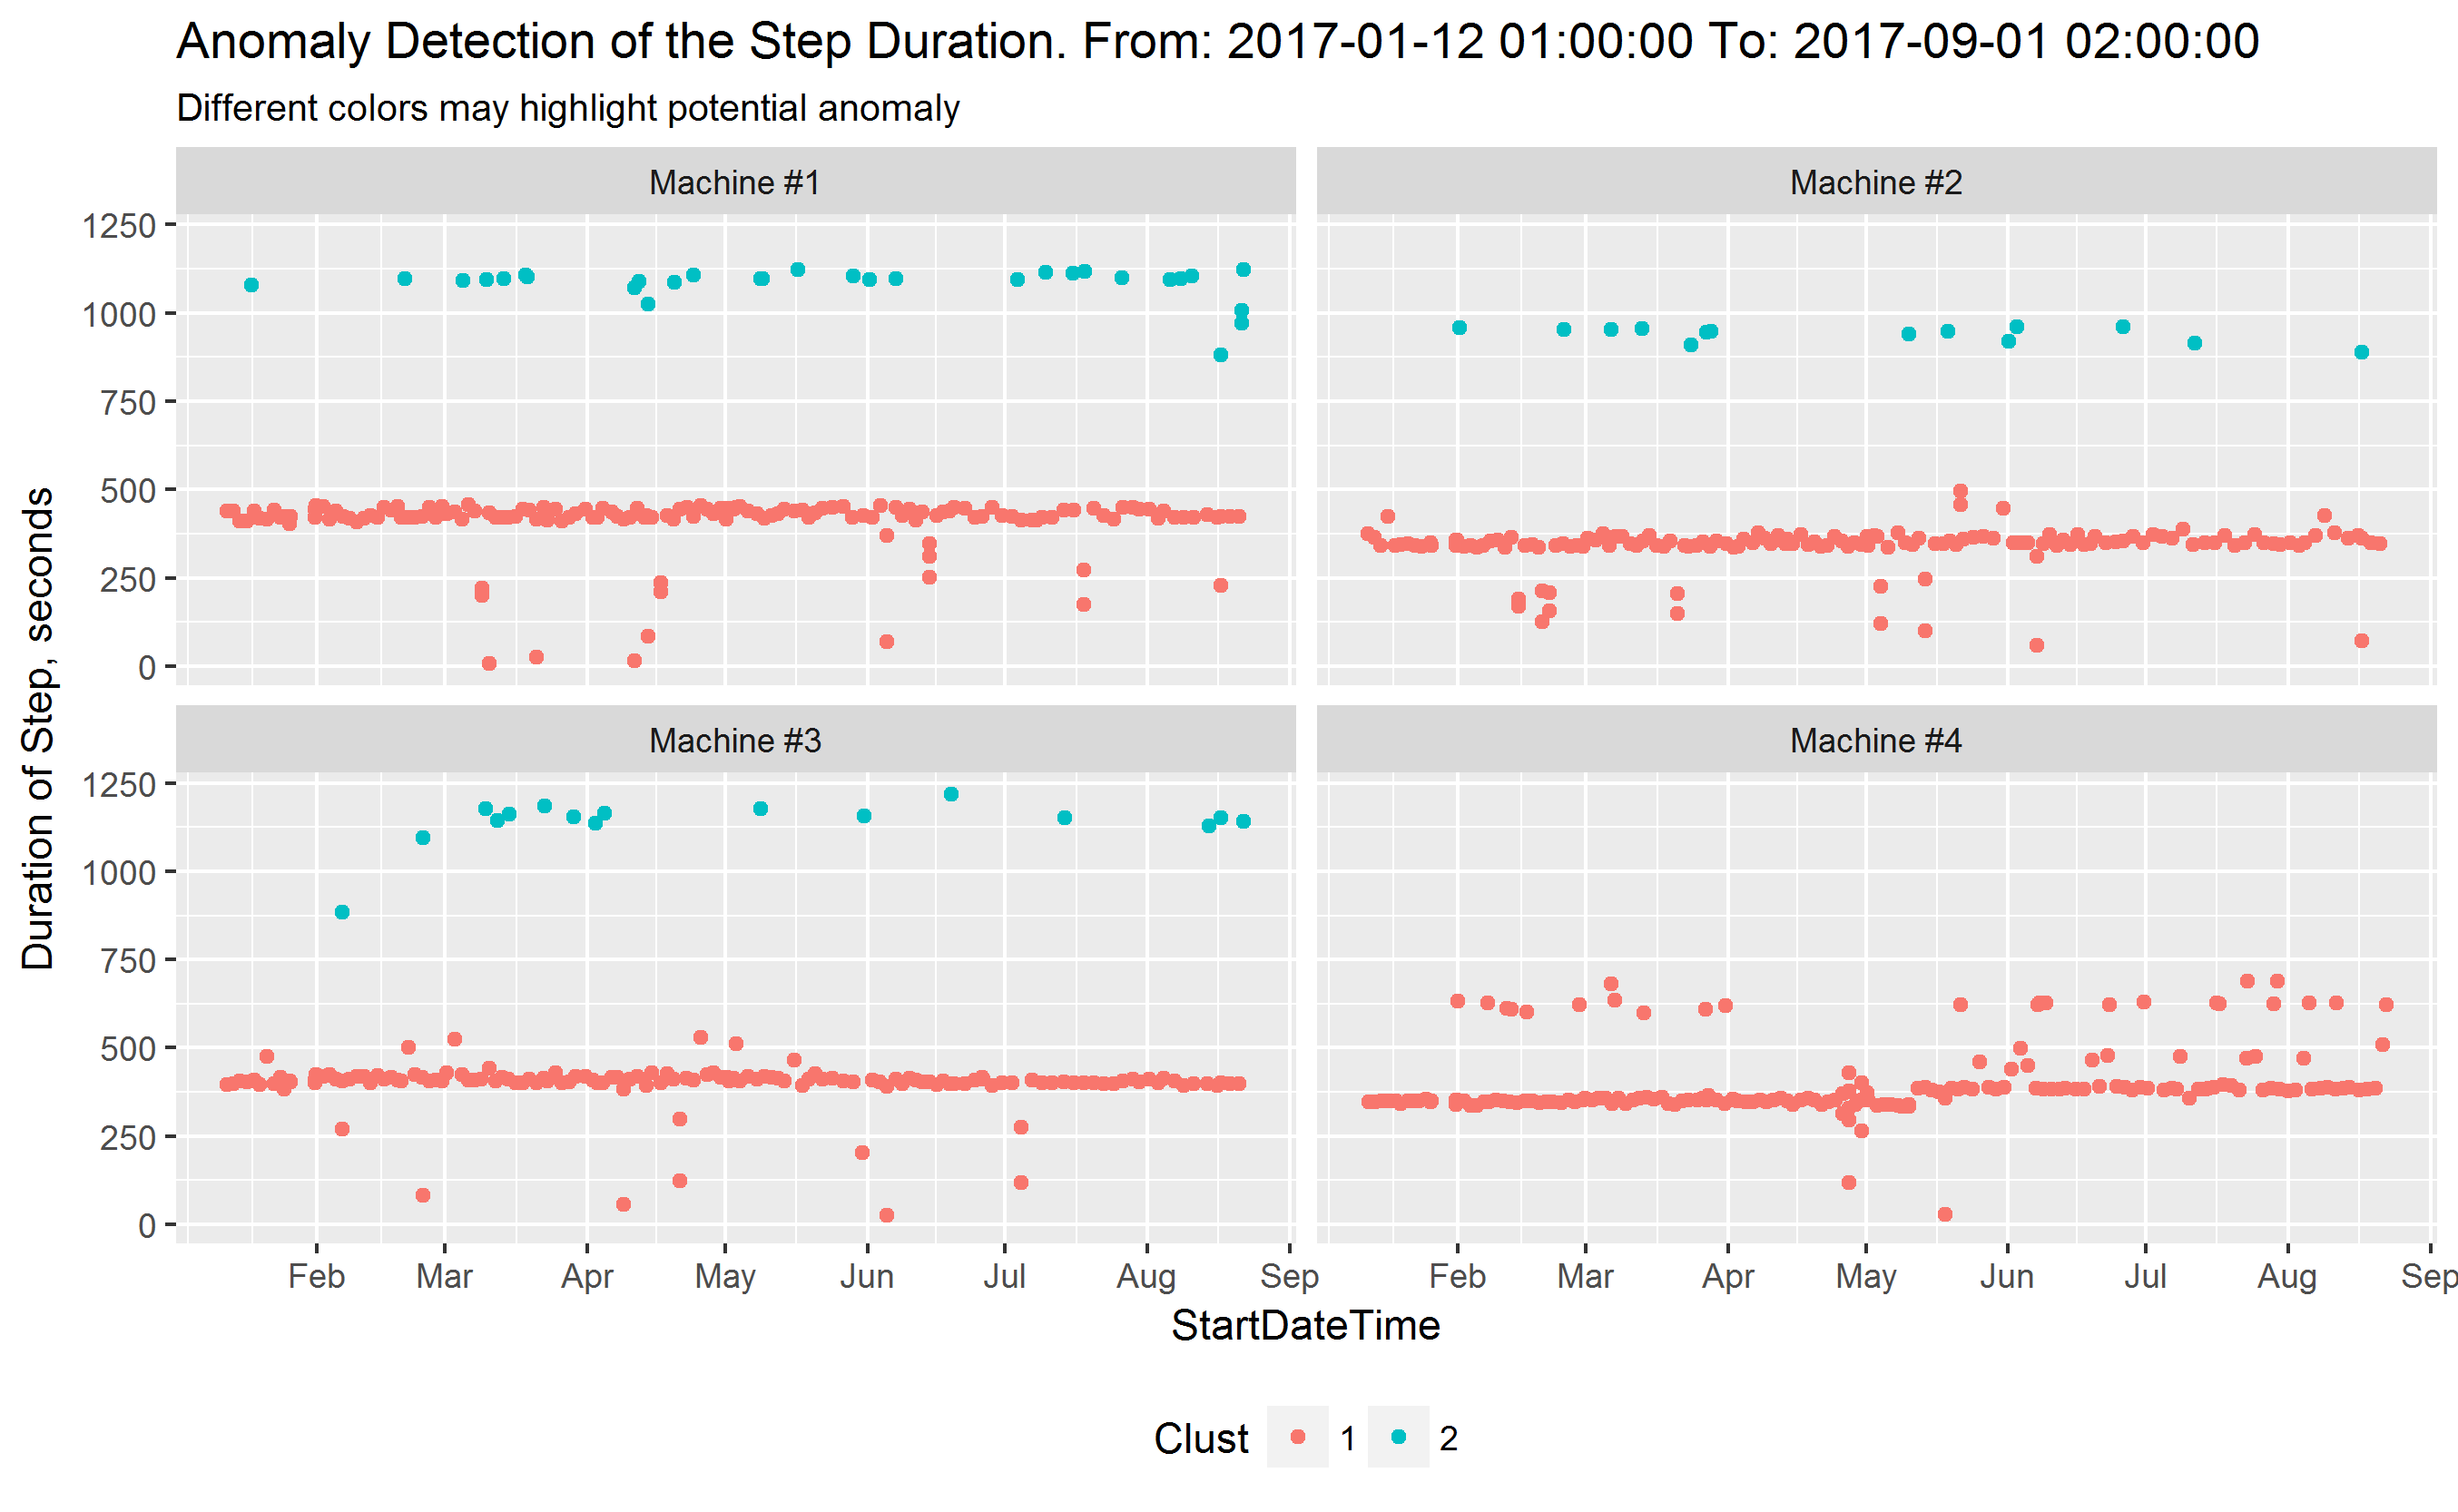 Anomaly Detection of the Step Duration. From: 2017-01-12 01:00:00 To: 2017-09-01 02:00:00
Different colors may highlight potential anomaly
Machine #1
Machine #2
1250
1000
750
500
250
0
Machine #3
Machine #4
1250
1000
750
500
250
0
Duration of Step, seconds
Feb Mar Apr May Jun Jul Aug Sep
Feb Mar Apr May Jun Jul Aug Sep
StartDateTime
Clust 1 2